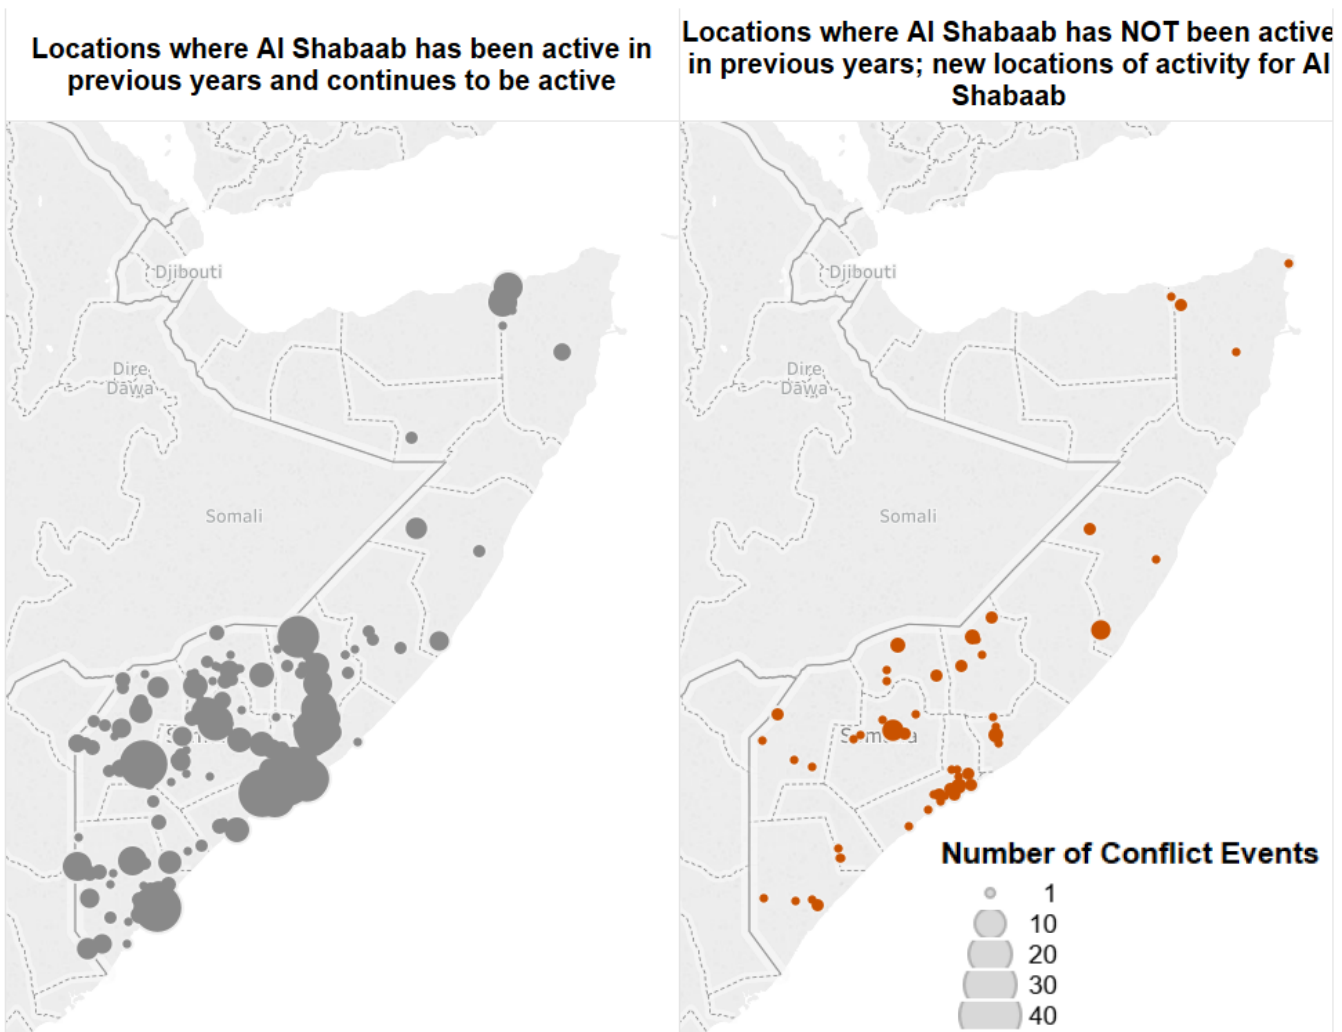 Locations where Al Shabaab has been active in
previous years and continues to be active
Locations where Al Shabaab has NOT been active
in previous years; new locations of activity for Al
Shabaab
Djibouti
Dire
Dawa
Somali
Djibouti
Dire
Dawa
Somali
Number of Conflict Events
1
10
20
30
40